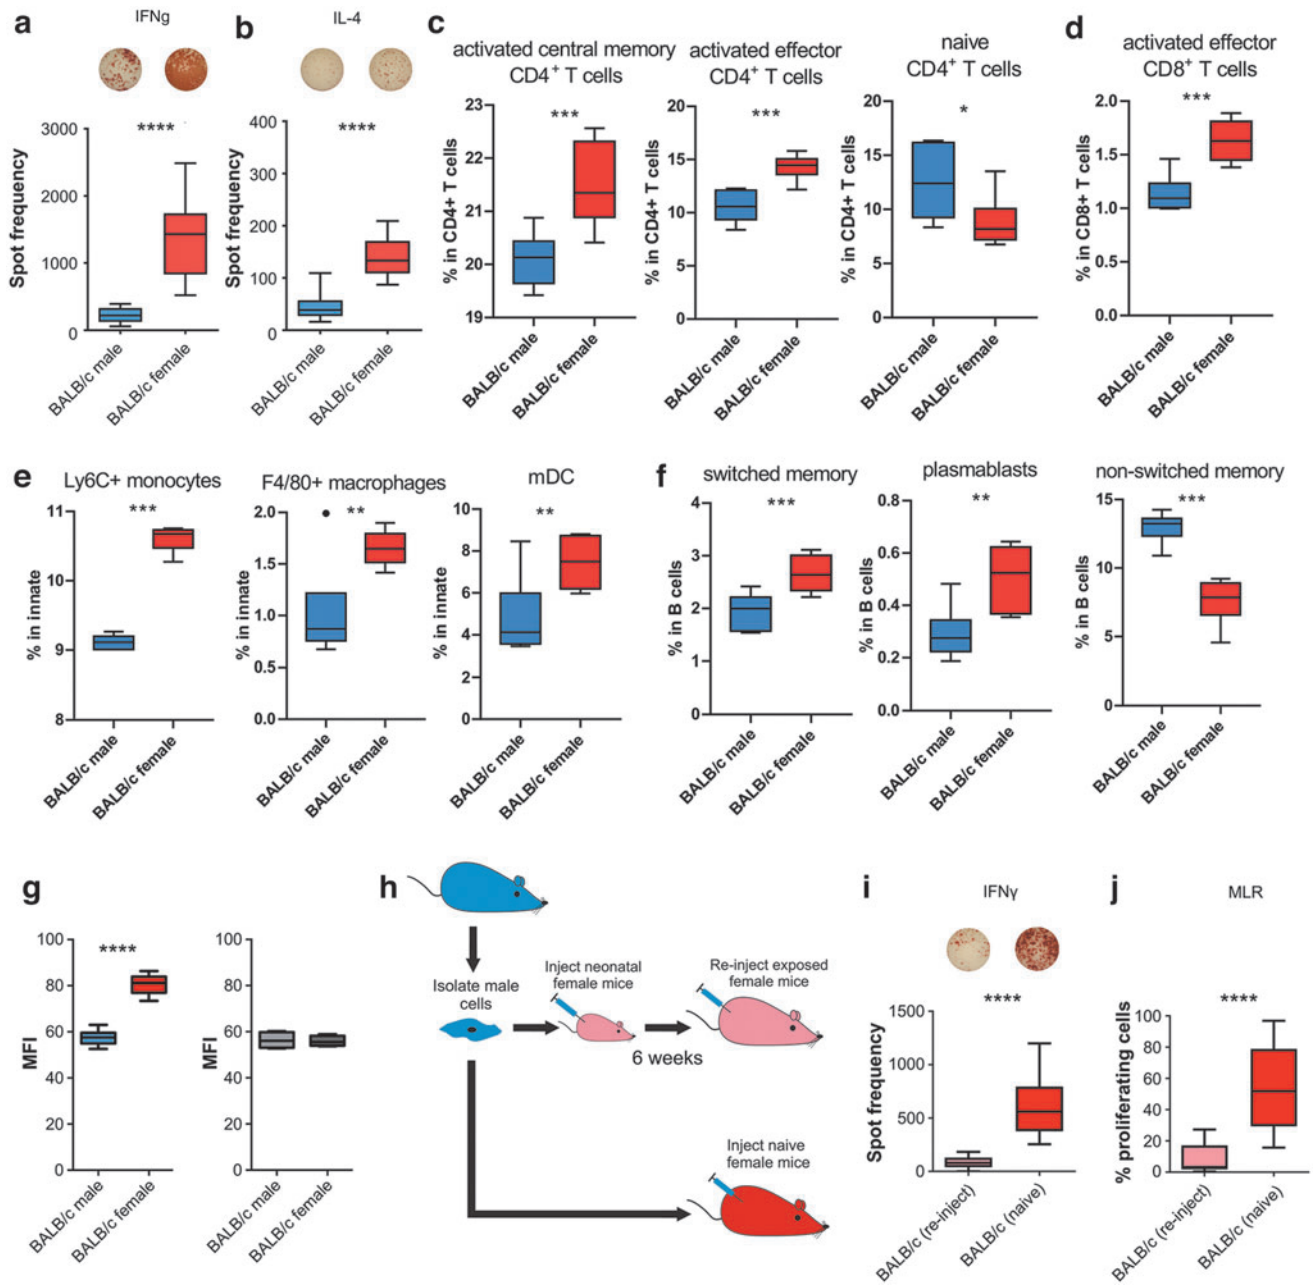 a
IFNg
Spot frequency
3000
2000
1000
0
****
BALB/c male
BALB/c female
b
IL-4
Spot frequency
400
300
200
100
0
****
BALB/c male
BALB/c female
c
activated central memory
CD4+ T cells
% in CD4+ T cells
23
22
21
20
19
***
BALB/c male
BALB/c female
activated effector
CD4+ T cells
% in CD4+ T cells
20
15
10
5
0
***
BALB/c male
BALB/c female
naive
CD4+ T cells
% in CD4+ T cells
20
15
10
5
0
*
BALB/c male
BALB/c female
d
activated effector
CD8+ T cells
% in CD8+ T cells
2.0
1.5
1.0
0.5
0.0
***
BALB/c male
BALB/c female
e
Ly6C+ monocytes
% in innate
11
10
9
8
***
BALB/c male
BALB/c female
F4/80+ macrophages
% in innate
2.0
1.5
1.0
0.5
0.0
**
BALB/c male
BALB/c female
mDC
% in innate
10
8
6
4
2
0
**
BALB/c male
BALB/c female
f
switched memory
% in B cells
4
3
2
1
0
***
BALB/c male
BALB/c female
plasmablasts
% in B cells
0.8
0.6
0.4
0.2
0.0
**
BALB/c male
BALB/c female
non-switched memory
% in B cells
15
10
5
0
***
BALB/c male
BALB/c female
g
MFI
100
80
60
40
20
0
****
BALB/c male
BALB/c female
MFI
100
80
60
40
20
0
BALB/c male
BALB/c female
h
Isolate male
cells
Inject neonatal
female mice
Re-inject exposed
female mice
6 weeks
Inject naive
female mice
i
IFNγ
Spot frequency
1500
1000
500
0
****
BALB/c (re-inject)
BALB/c (naive)
j
MLR
% proliferating cells
100
80
60
40
20
0
****
BALB/c (re-inject)
BALB/c (naive)